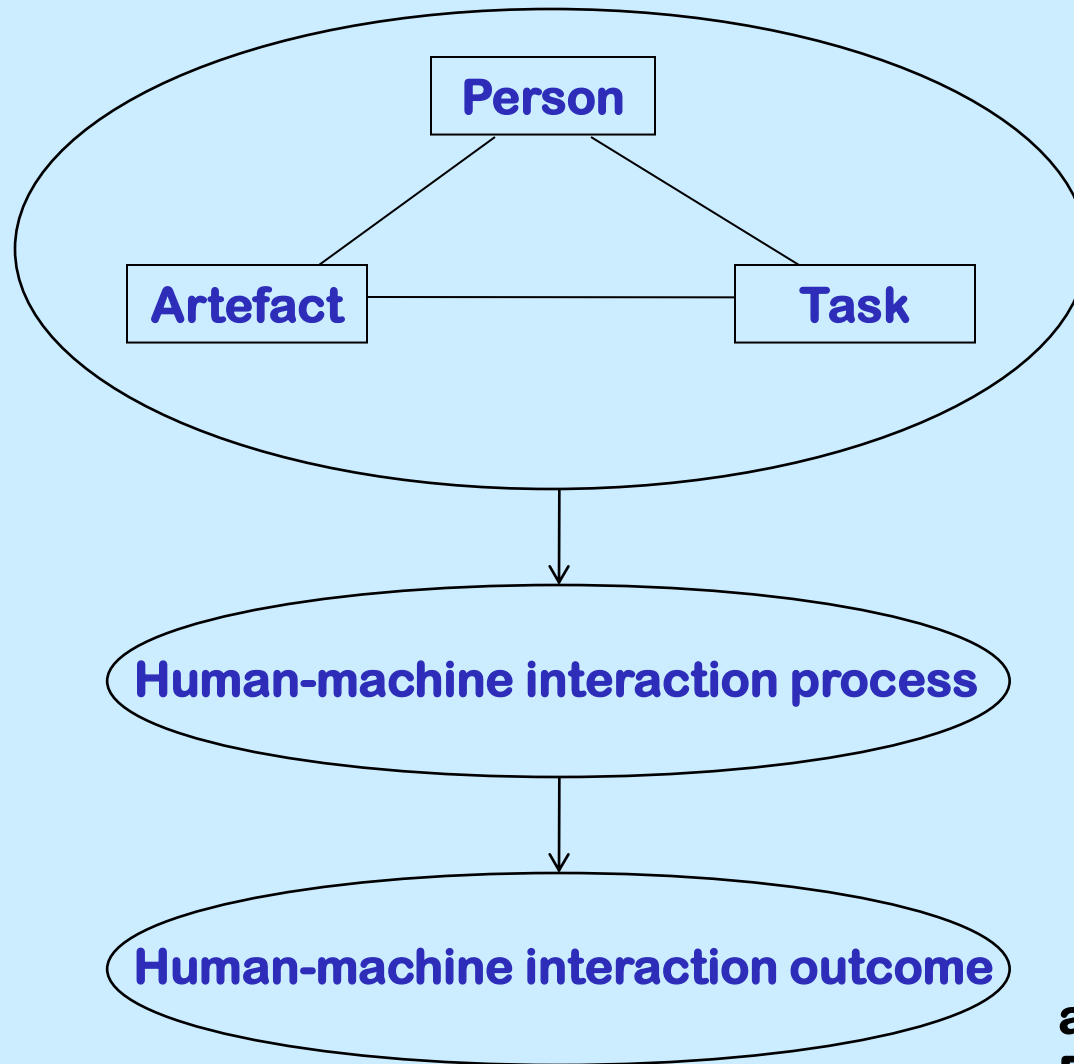 Person
Artefact
Task
Human-machine interaction process
Human-machine interaction outcome